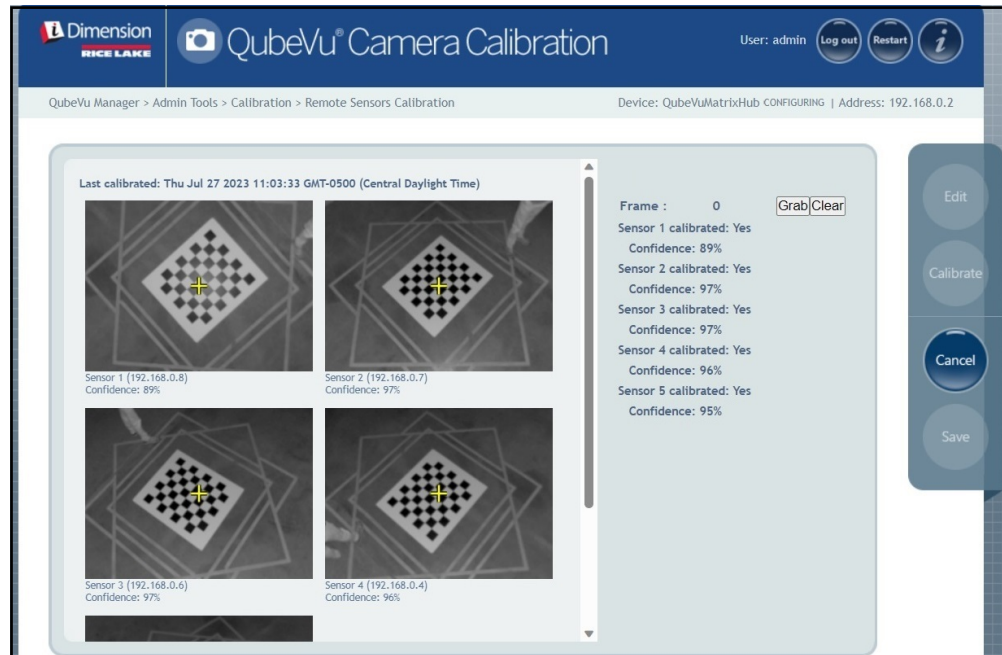 iDimension
RICE LAKE
QubeVu® Camera Calibration
User: admin
Log out
Restart
i
QubeVu Manager > Admin Tools > Calibration > Remote Sensors Calibration
Device: QubeVuMatrixHub CONFIGURING | Address: 192.168.0.2
Last calibrated: Thu Jul 27 2023 11:03:33 GMT-0500 (Central Daylight Time)
Sensor 1 (192.168.0.8)
Confidence: 89%
Sensor 2 (192.168.0.7)
Confidence: 97%
Sensor 3 (192.168.0.6)
Confidence: 97%
Sensor 4 (192.168.0.4)
Confidence: 96%
Frame : 0 Grab Clear
Sensor 1 calibrated: Yes
Confidence: 89%
Sensor 2 calibrated: Yes
Confidence: 97%
Sensor 3 calibrated: Yes
Confidence: 97%
Sensor 4 calibrated: Yes
Confidence: 96%
Sensor 5 calibrated: Yes
Confidence: 95%
Edit
Calibrate
Cancel
Save